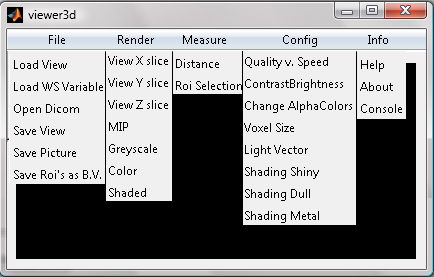 viewer3d
File Render Measure Config Info
Load View
Load WS Variable
Open Dicom
Save View
Save Picture
Save Roi's as B.V.
View X slice
View Y slice
View Z slice
MIP
Greyscale
Color
Shaded
Distance
Roi Selection
Quality v. Speed
ContrastBrightness
Change AlphaColors
Voxel Size
Light Vector
Shading Shiny
Shading Dull
Shading Metal
Help
About
Console